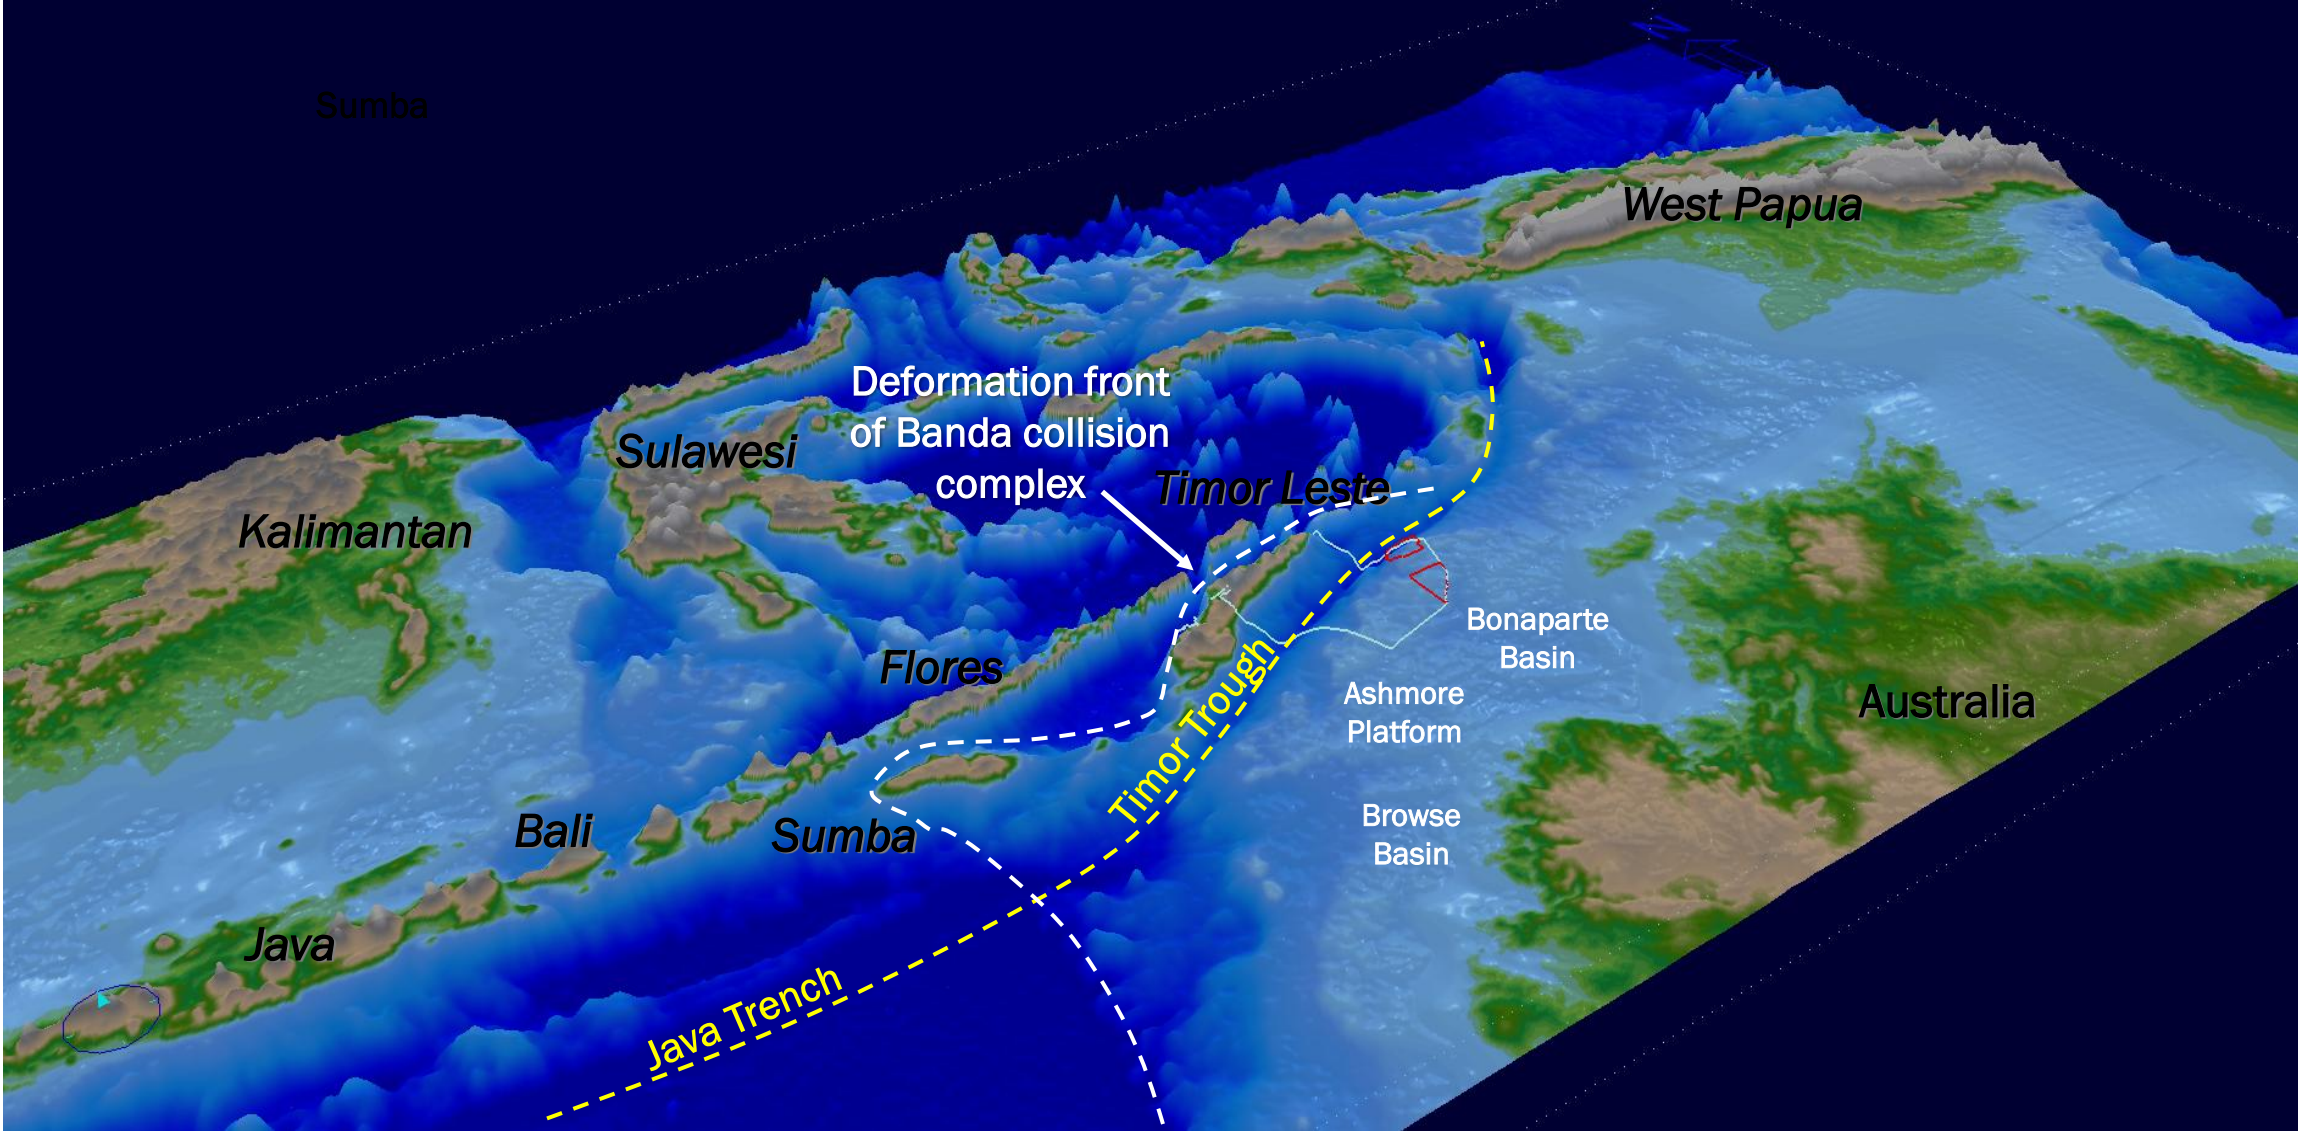 N
Sumba
West Papua
Deformation front
of Banda collision
complex
Sulawesi
Timor Leste
Kalimantan
Bonaparte
Basin
Flores
Ashmore
Platform
Australia
Timor Trough
Bali
Sumba
Browse
Basin
Java
Java Trench